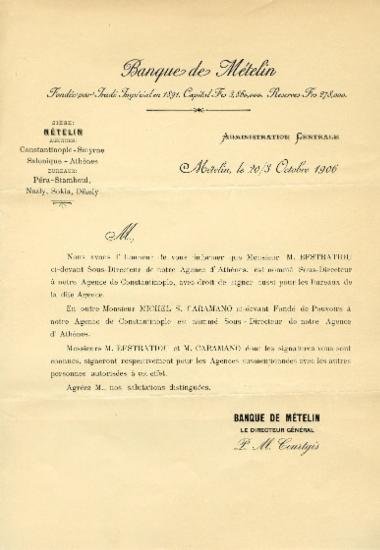 Banque de Mételin
Fondée par Iradé Impérial en 1891. Capital Frs 3,860,000. Reserves Frs 278,000.
SIÈGE:
MÉTELIN
AGENCES:
Constantinople-Smyrne
Salonique-Athènes
BUREAUX:
Péra-Stamboul,
Nazly, Sokia, Dikely
Administration Centrale
Mételin, le 20/3 Octobre 1906
M.,
Nous avons l'honneur de vous informer que Monsieur M. EFSTRATIOU
ci-devant Sous-Directeur de notre Agence d'Athènes, est nommé Sous-Directeur
à notre Agence de Constantinople, avec droit de signer aussi pour les Bureaux de
la dite Agence.
En outre Monsieur MICHEL S. CARAMANO ci-devant Fondé de Pouvoirs à
notre Agence de Constantinople est nommé Sous-Directeur de notre Agence
d'Athènes.
Messieurs M. EFSTRATIOU et M. CARAMANO dont les signatures vous sont
connues, signeront respectivement pour les Agences susmentionnées avec les autres
personnes autorisées à cet effet.
Agréez M., nos salutations distinguées.
BANQUE DE MÉTELIN
LE DIRECTEUR GÉNÉRAL
P. M. Courtgis